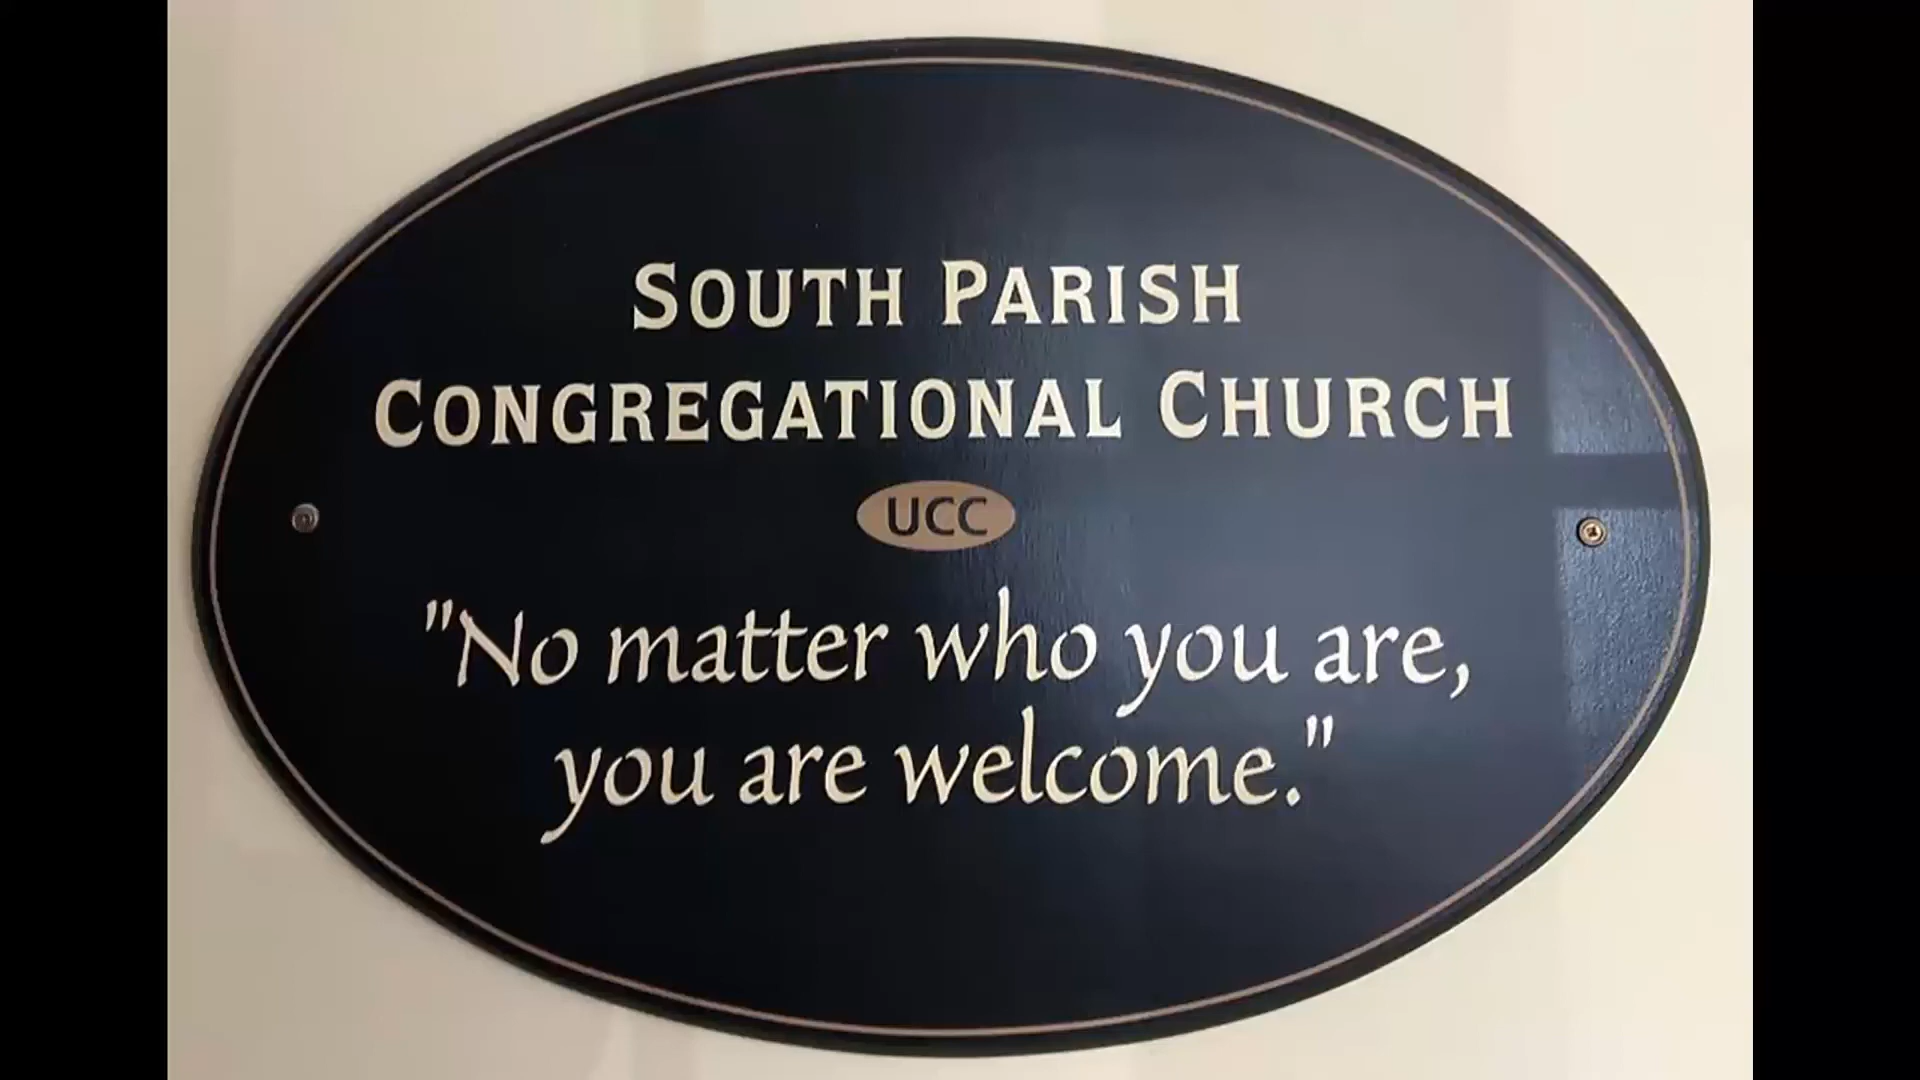 SOUTH PARISH
CONGREGATIONAL CHURCH
UCC
"No matter who you are,
you are welcome."